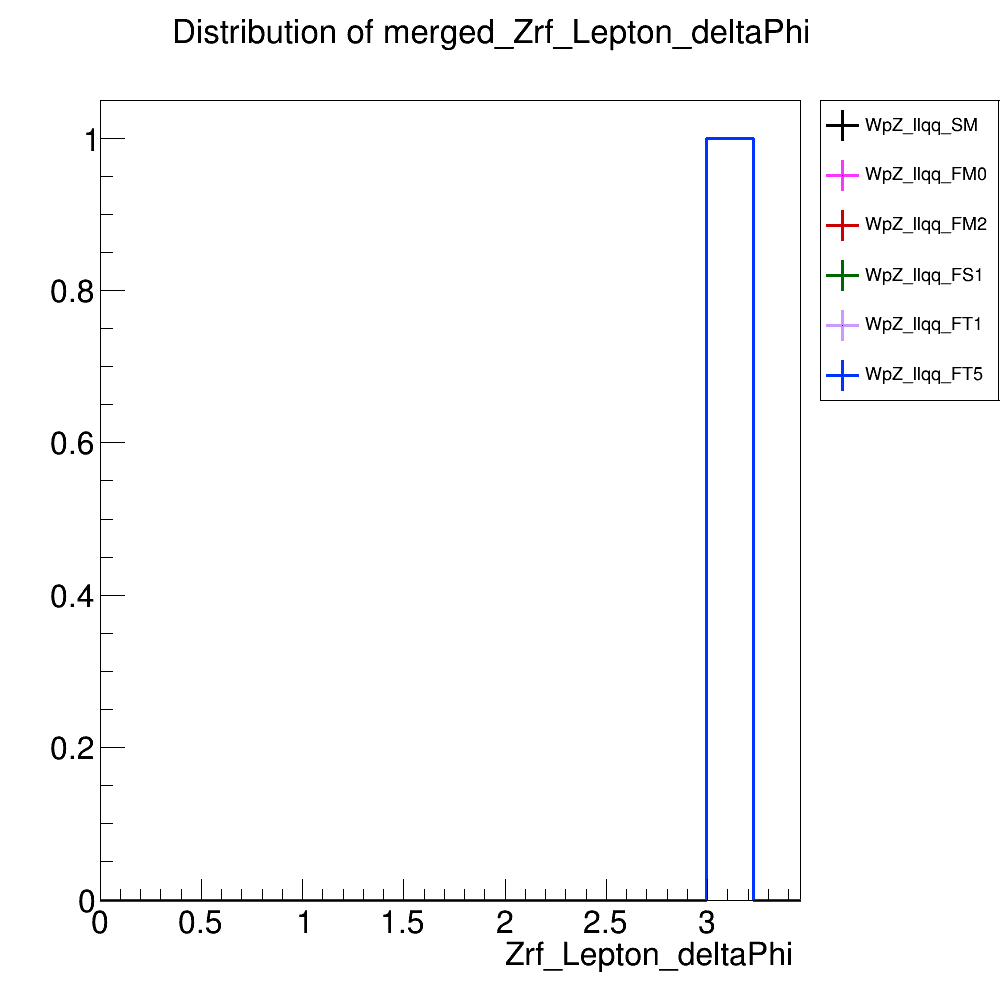 Distribution of merged_Zrf_Lepton_deltaPhi
1
0.8
0.6
0.4
0.2
0
0 0.5 1 1.5 2 2.5 3
Zrf_Lepton_deltaPhi
WpZ_llqq_SM
WpZ_llqq_FM0
WpZ_llqq_FM2
WpZ_llqq_FS1
WpZ_llqq_FT1
WpZ_llqq_FT5